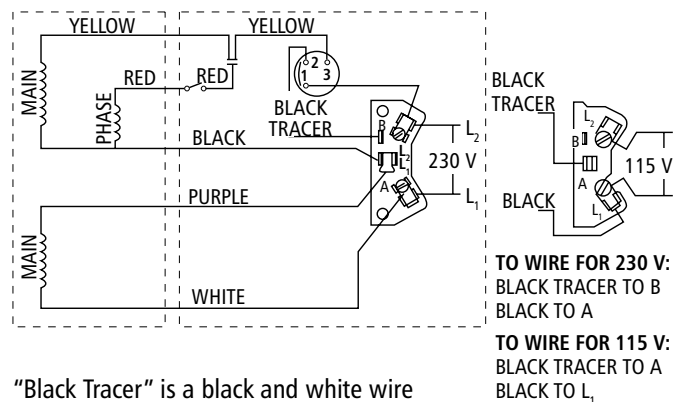 YELLOW
YELLOW
MAIN
RED
RED
PHASE
1
2
3
BLACK
TRACER
BLACK
B
L2
L1
A
L2
230 V
L1
PURPLE
MAIN
WHITE
BLACK
TRACER
L2
B
115 V
A
BLACK
L1
TO WIRE FOR 230 V:
BLACK TRACER TO B
BLACK TO A
TO WIRE FOR 115 V:
BLACK TRACER TO A
BLACK TO L1
"Black Tracer" is a black and white wire